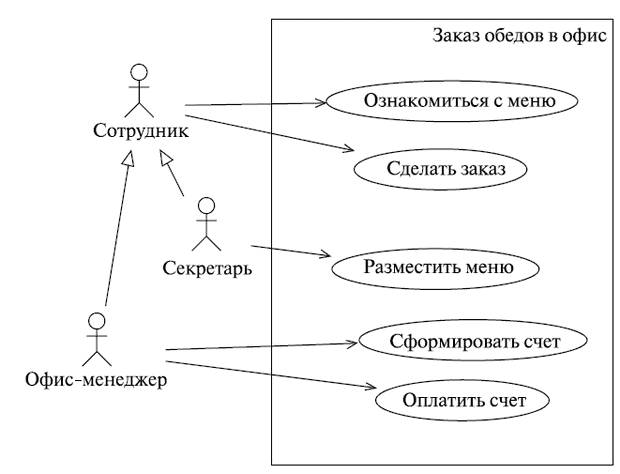 Заказ обедов в офис
Ознакомиться с меню
Сотрудник
Сделать заказ
Секретарь
Разместить меню
Сформировать счет
Офис-менеджер
Оплатить счет